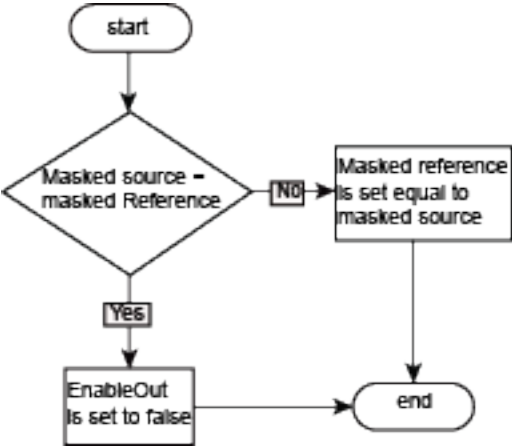 start
Masked source =
masked Reference
No
Masked reference
is set equal to
masked source
Yes
EnableOut
is set to false
end